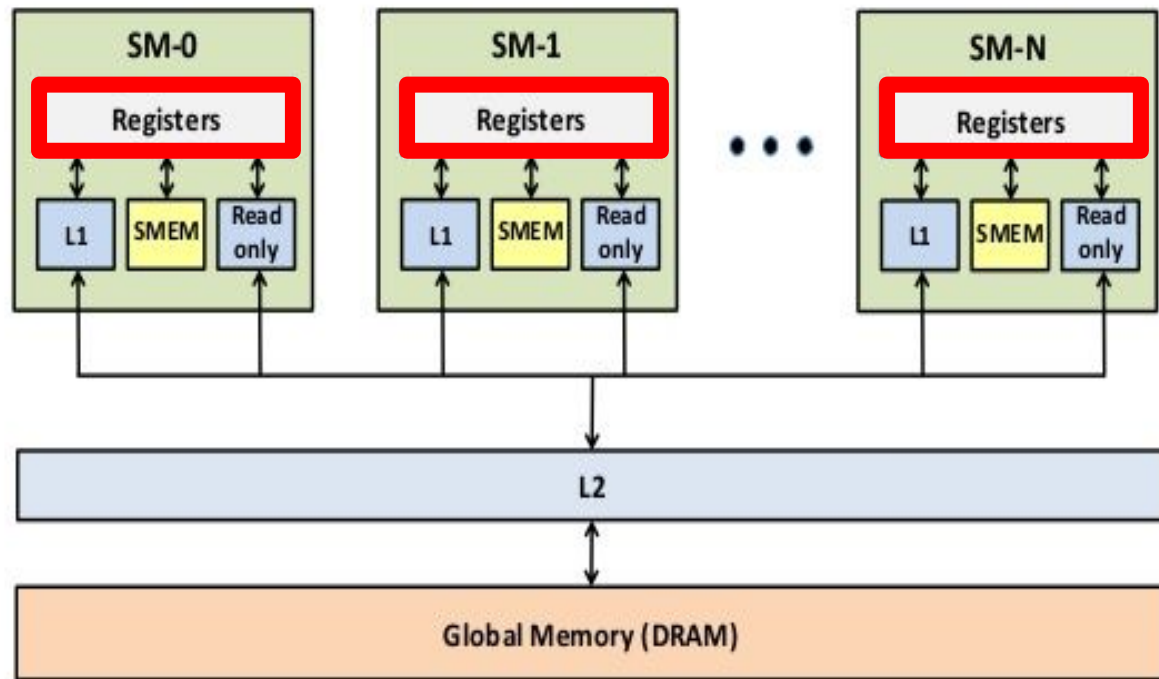 SM-0
SM-1
SM-N
Registers
Registers
Registers
L1
SMEM
Read
only
L1
SMEM
Read
only
L1
SMEM
Read
only
L2
Global Memory (DRAM)